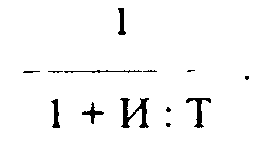 1
1 + И : Т .